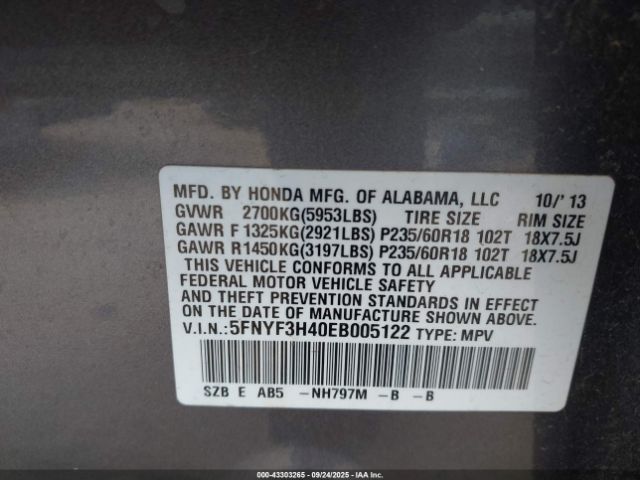 MFD. BY HONDA MFG. OF ALABAMA, LLC 10/'13
GVWR 2700KG(5953LBS) TIRE SIZE RIM SIZE
GAWR F 1325KG(2921LBS) P235/60R18 102T 18X7.5J
GAWR R1450KG(3197LBS) P235/60R18 102T 18X7.5J
THIS VEHICLE CONFORMS TO ALL APPLICABLE
FEDERAL MOTOR VEHICLE SAFETY
AND THEFT PREVENTION STANDARDS IN EFFECT
ON THE DATE OF MANUFACTURE SHOWN ABOVE.
V.I.N.: 5FNYF3H40EB005122 TYPE: MPV
SZB E AB5 -NH797M -B -B
000-43303265 - 09/24/2025 - IAAI.COM